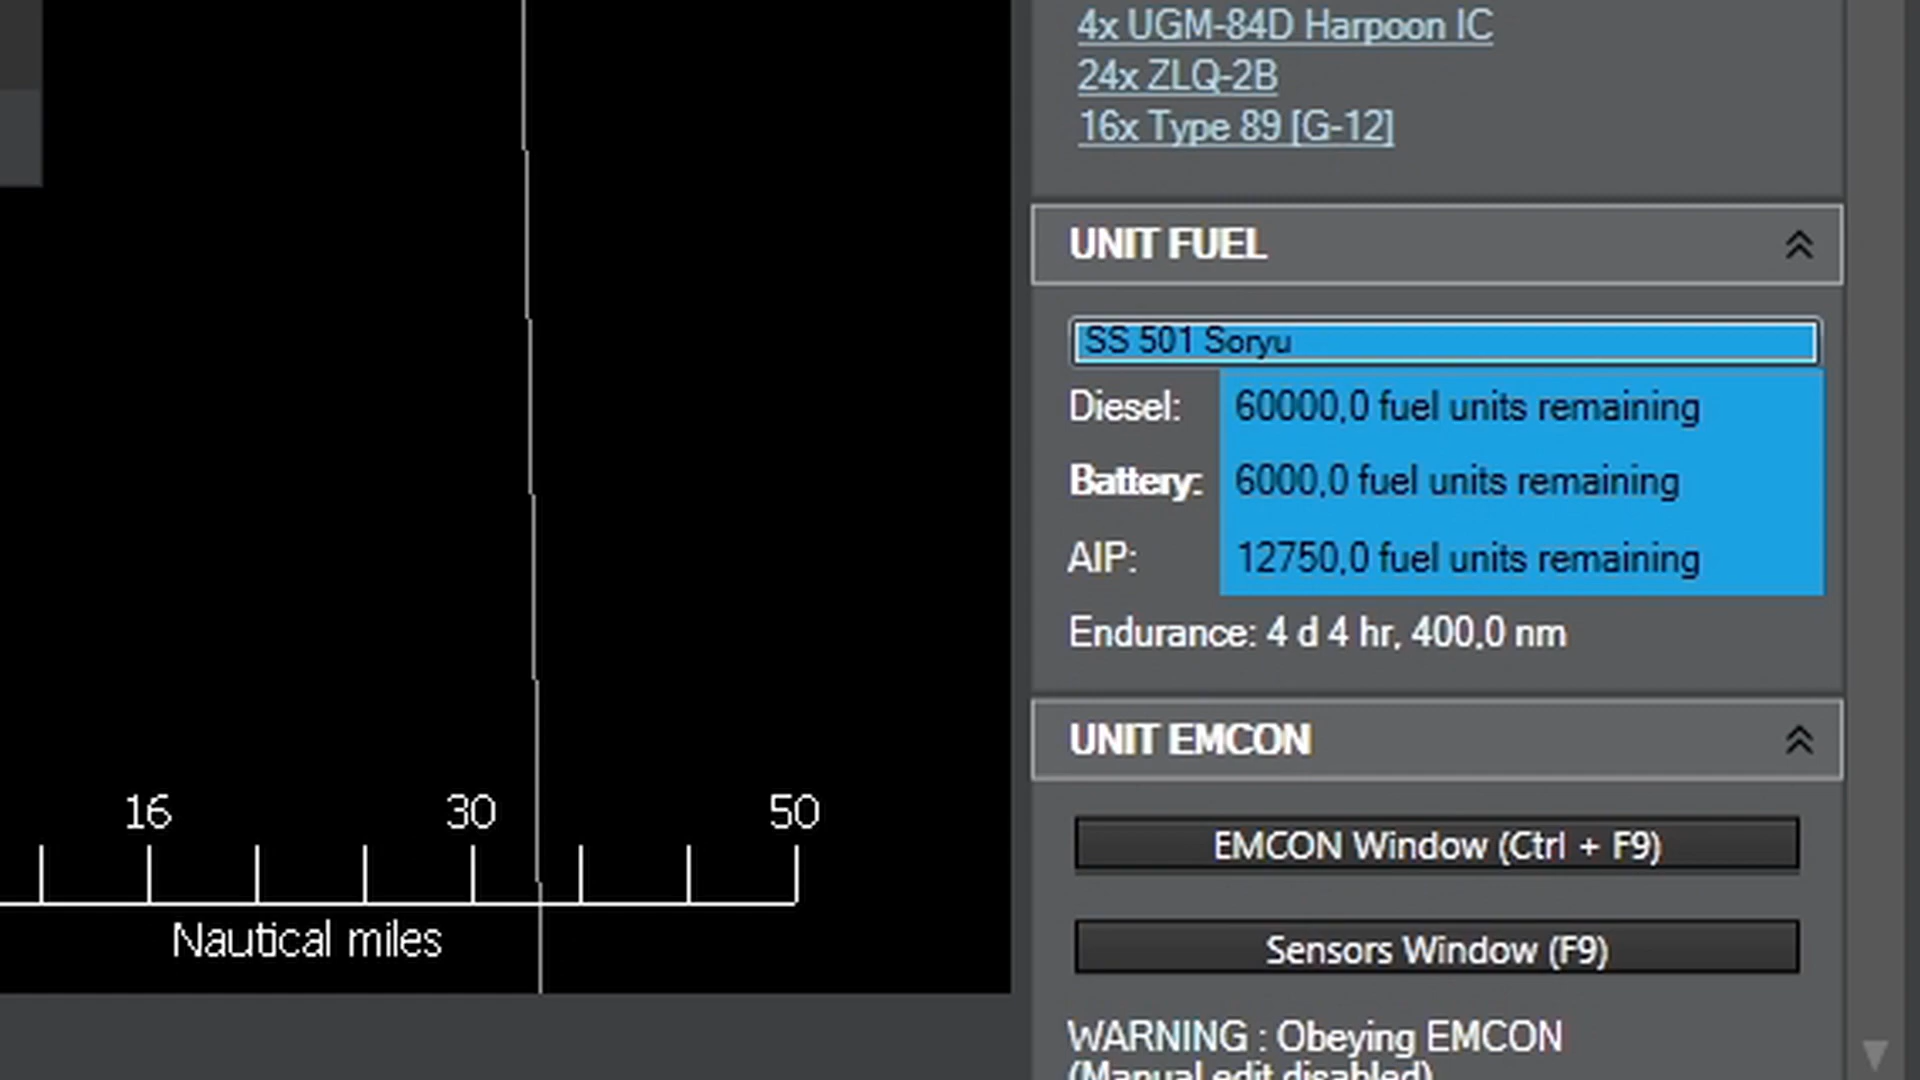 4x UGM-84D Harpoon IC
24x ZLQ-2B
16x Type 89 [G-12]
UNIT FUEL
SS 501 Soryu
Diesel: 60000,0 fuel units remaining
Battery: 6000,0 fuel units remaining
AIP: 12750,0 fuel units remaining
Endurance: 4 d 4 hr, 400,0 nm
UNIT EMCON
16 30 50
Nautical miles
EMCON Window (Ctrl + F9)
Sensors Window (F9)
WARNING : Obeying EMCON
(Manual edit disabled)